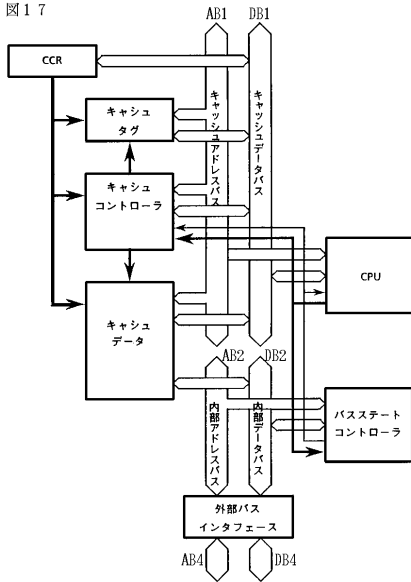 図17
AB1 DB1
CCR
キャシュ
タグ
キャシュ
コントローラ
キャシュ
データ
キャッシュアドレスバス
キャッシュデータバス
CPU
AB2 DB2
内部アドレスバス
内部データバス
バスステート
コントローラ
外部バス
インタフェース
AB4 DB4